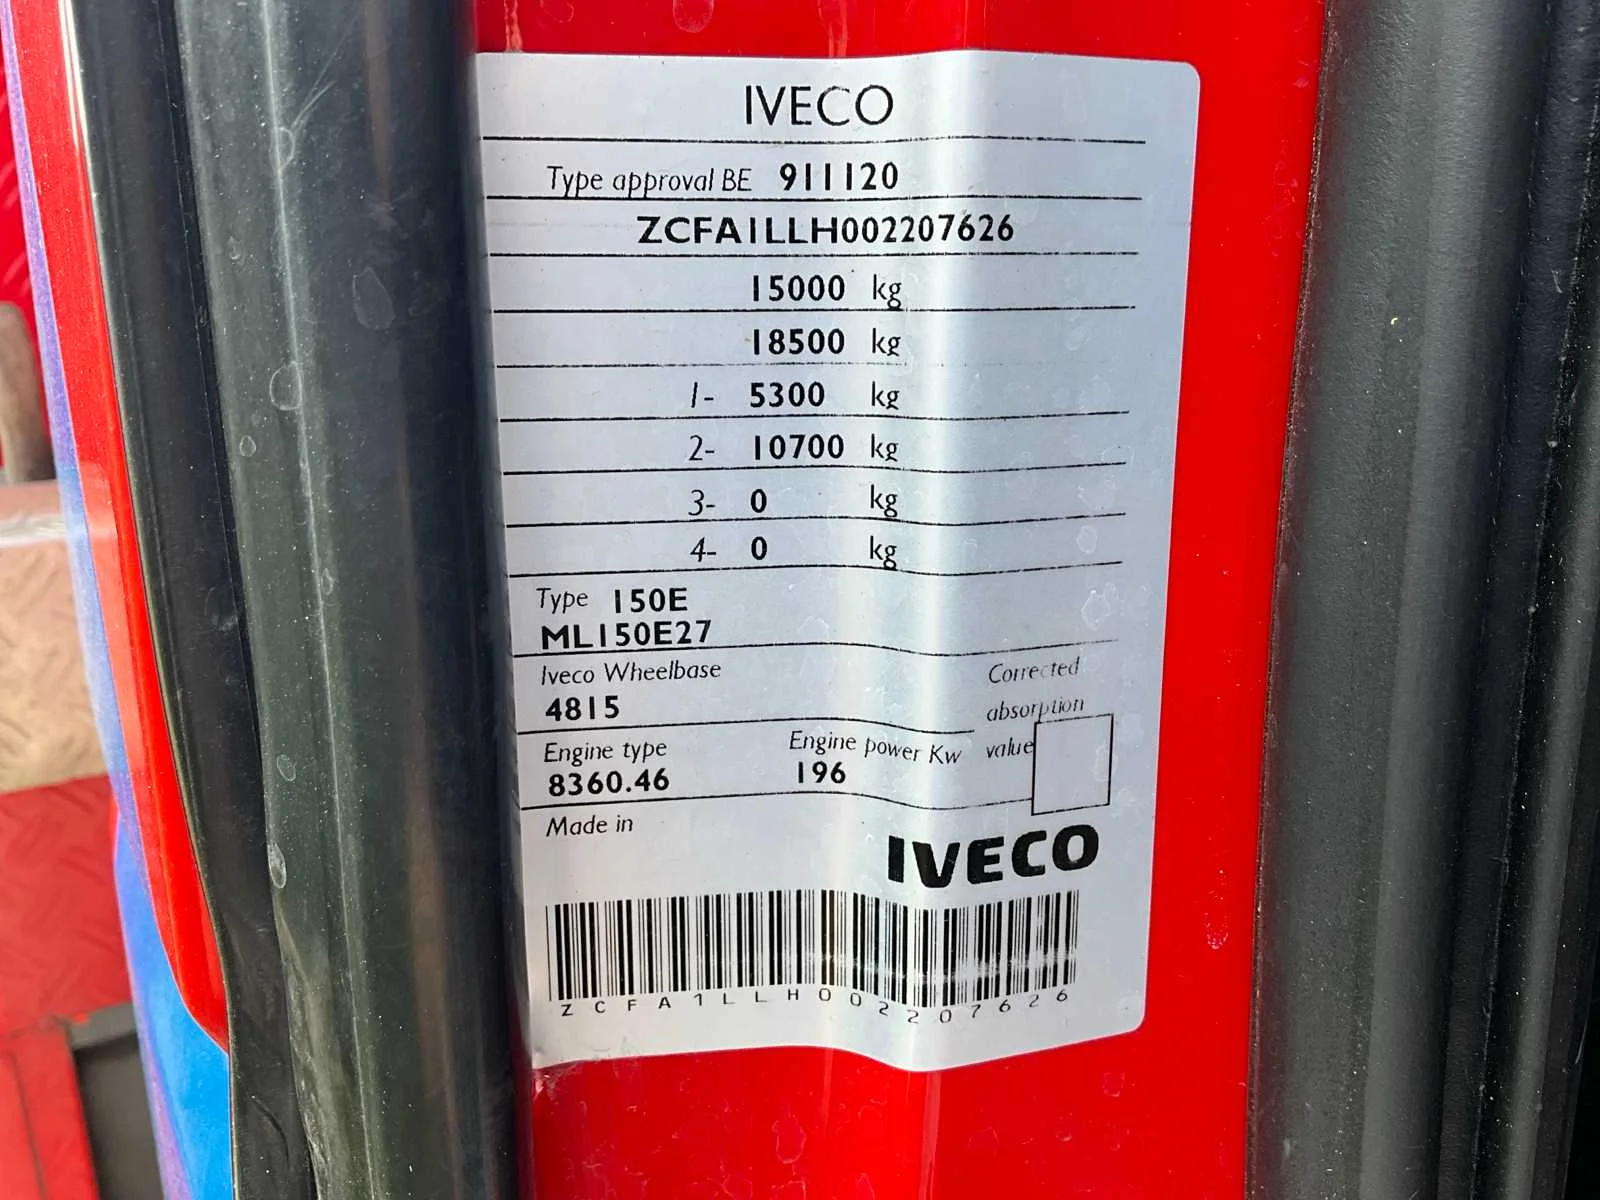 IVECO
Type approval BE 911120
ZCFA1LLH002207626
15000 kg
18500 kg
1- 5300 kg
2- 10700 kg
3- 0 kg
4- 0 kg
Type 150E
ML150E27
Iveco Wheelbase
4815
Corrected
absorption
value
Engine type
8360.46
Engine power Kw
196
Made in
IVECO
ZCFA1LLH002207626